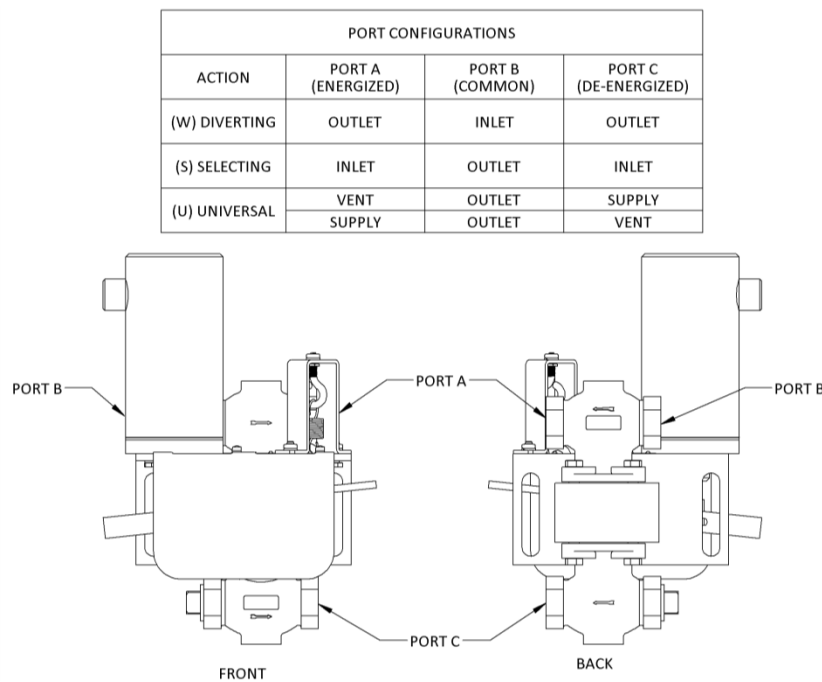 PORT CONFIGURATIONS
ACTION
PORT A
(ENERGIZED)
PORT B
(COMMON)
PORT C
(DE-ENERGIZED)
(W) DIVERTING
OUTLET
INLET
OUTLET
(S) SELECTING
INLET
OUTLET
INLET
(U) UNIVERSAL
VENT
OUTLET
SUPPLY
SUPPLY
OUTLET
VENT
PORT B
PORT A
PORT B
PORT C
FRONT
BACK